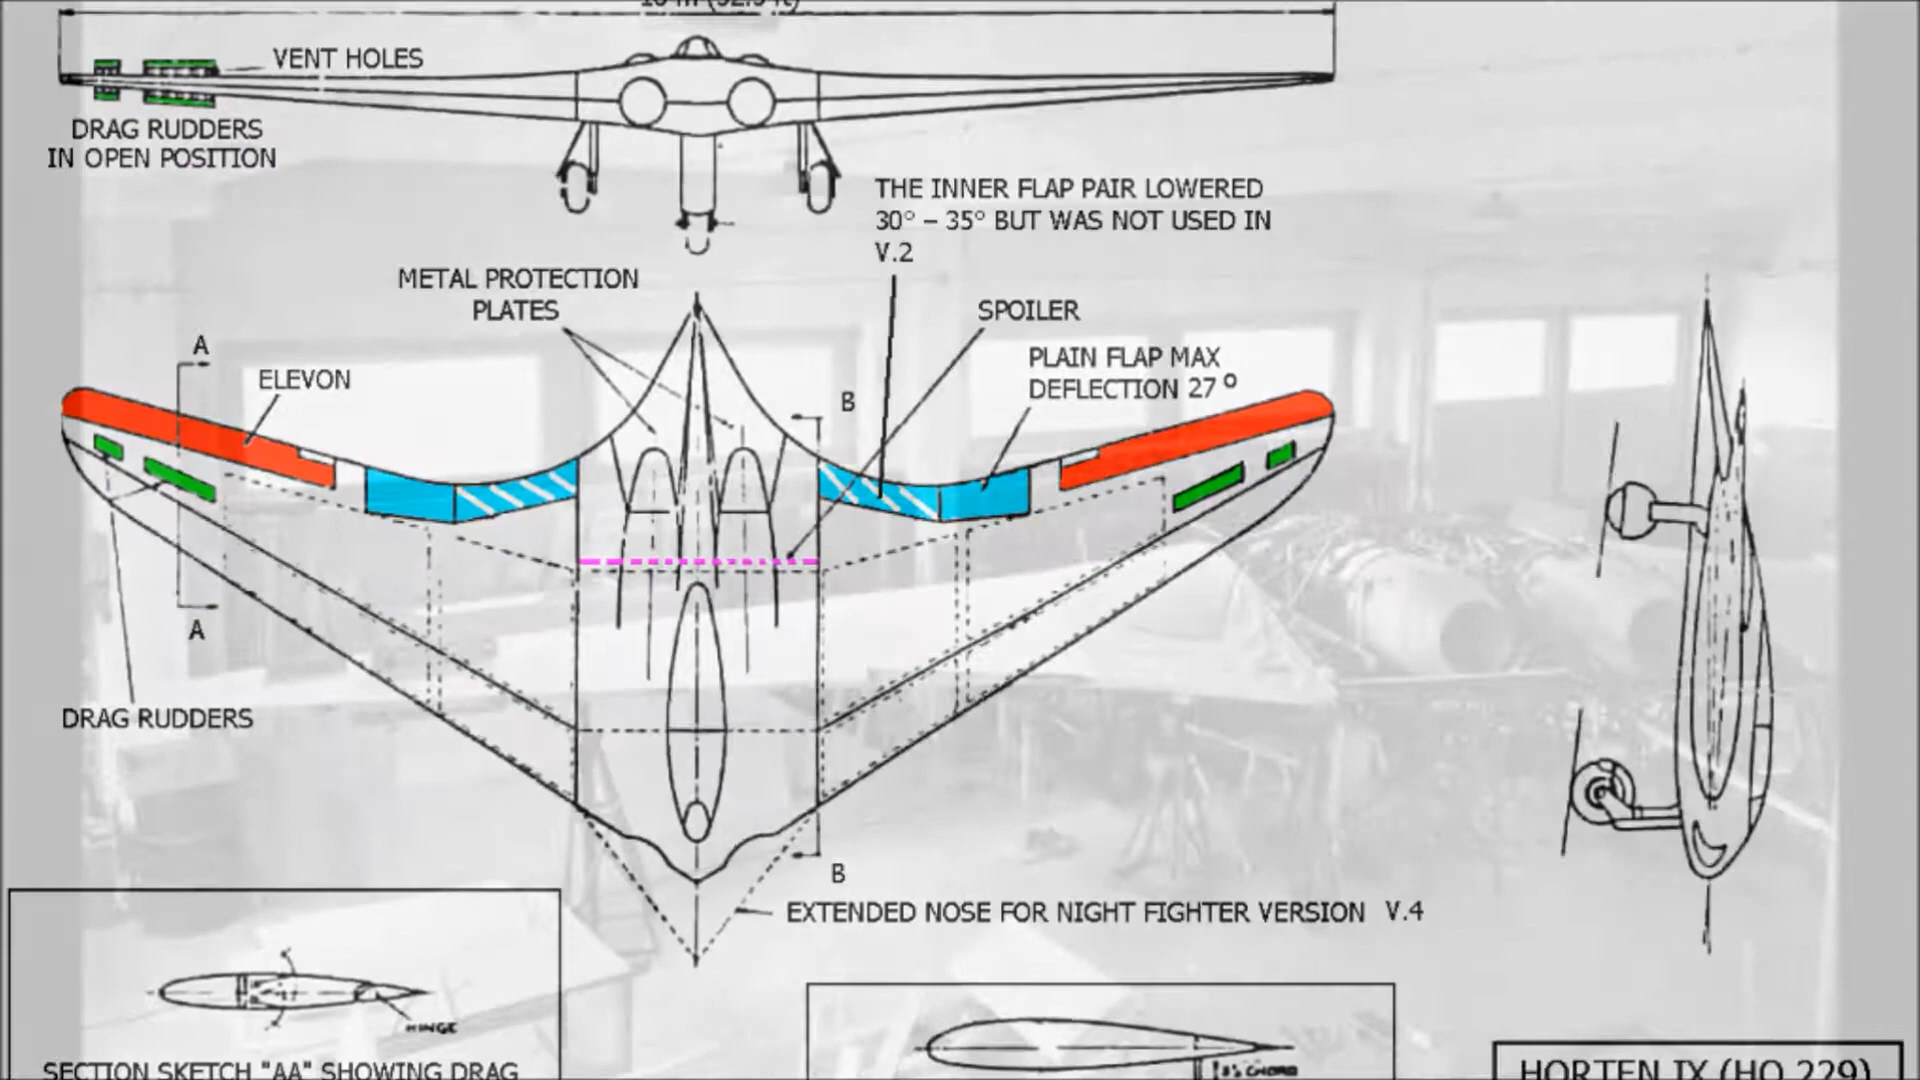 VENT HOLES
DRAG RUDDERS
IN OPEN POSITION
THE INNER FLAP PAIR LOWERED
30° – 35° BUT WAS NOT USED IN
V.2
METAL PROTECTION
PLATES
SPOILER
PLAIN FLAP MAX
DEFLECTION 27°
A
ELEVON
B
A
DRAG RUDDERS
B
EXTENDED NOSE FOR NIGHT FIGHTER VERSION V.4
HINGE
SECTION SKETCH "AA" SHOWING DRAG
CHORD
HORTEN IX (HO 229)